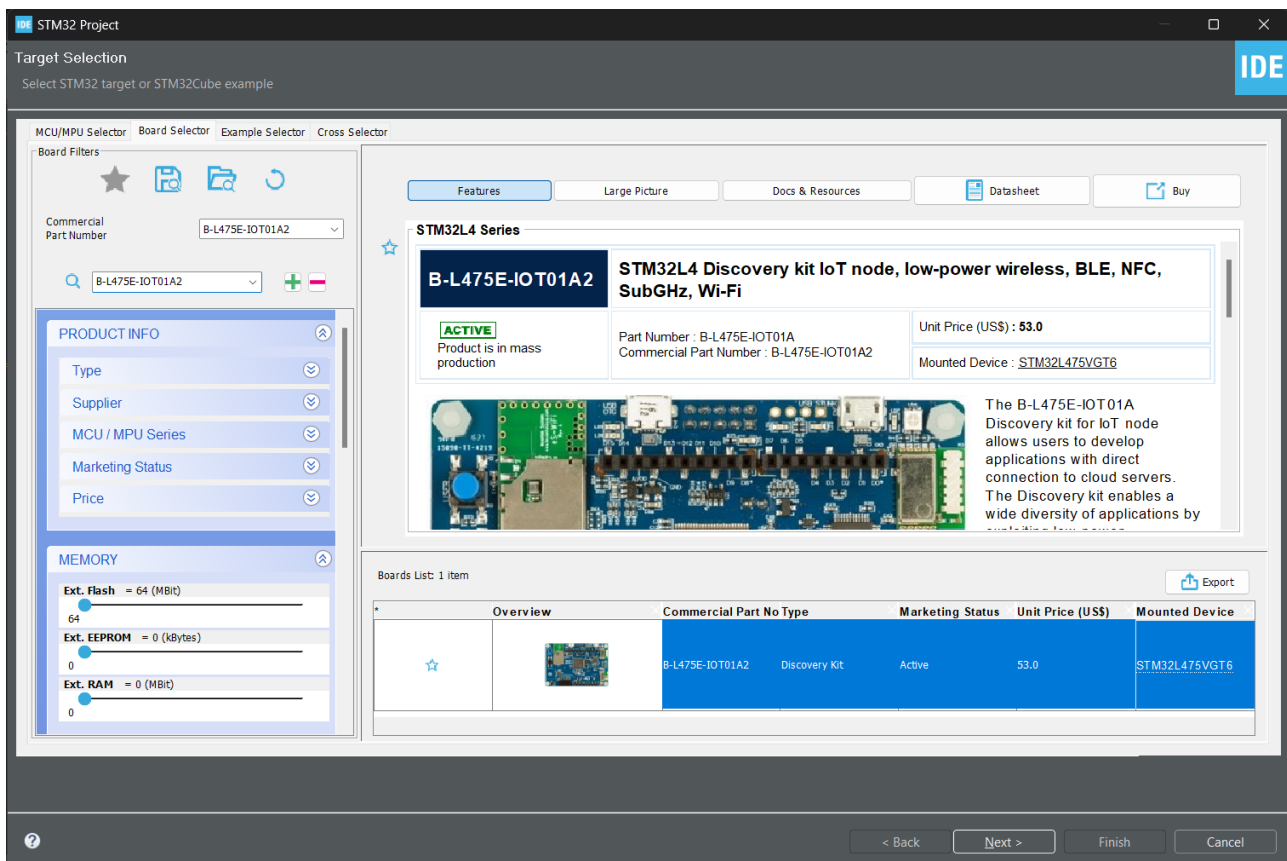 IDE STM32 Project
Target Selection
Select STM32 target or STM32Cube example
IDE
MCU/MPU Selector Board Selector Example Selector Cross Selector
Board Filters
Commercial
Part Number
B-L475E-IOT01A2
B-L475E-IOT01A2
PRODUCT INFO
Type
Supplier
MCU / MPU Series
Marketing Status
Price
MEMORY
Ext. Flash = 64 (MBit)
64
Ext. EEPROM = 0 (kBytes)
0
Ext. RAM = 0 (MBit)
0
Features Large Picture Docs & Resources Datasheet Buy
STM32L4 Series
B-L475E-IOT01A2
STM32L4 Discovery kit IoT node, low-power wireless, BLE, NFC,
SubGHz, Wi-Fi
ACTIVE
Product is in mass
production
Part Number : B-L475E-IOT01A
Commercial Part Number : B-L475E-IOT01A2
Unit Price (US$) : 53.0
Mounted Device : STM32L475VGT6
The B-L475E-IOT01A
Discovery kit for IoT node
allows users to develop
applications with direct
connection to cloud servers.
The Discovery kit enables a
wide diversity of applications by
exploiting low-power
Boards List: 1 item
Export
* Overview Commercial Part No Type Marketing Status Unit Price (US$) Mounted Device
B-L475E-IOT01A2 Discovery Kit Active 53.0 STM32L475VGT6
?
< Back Next > Finish Cancel